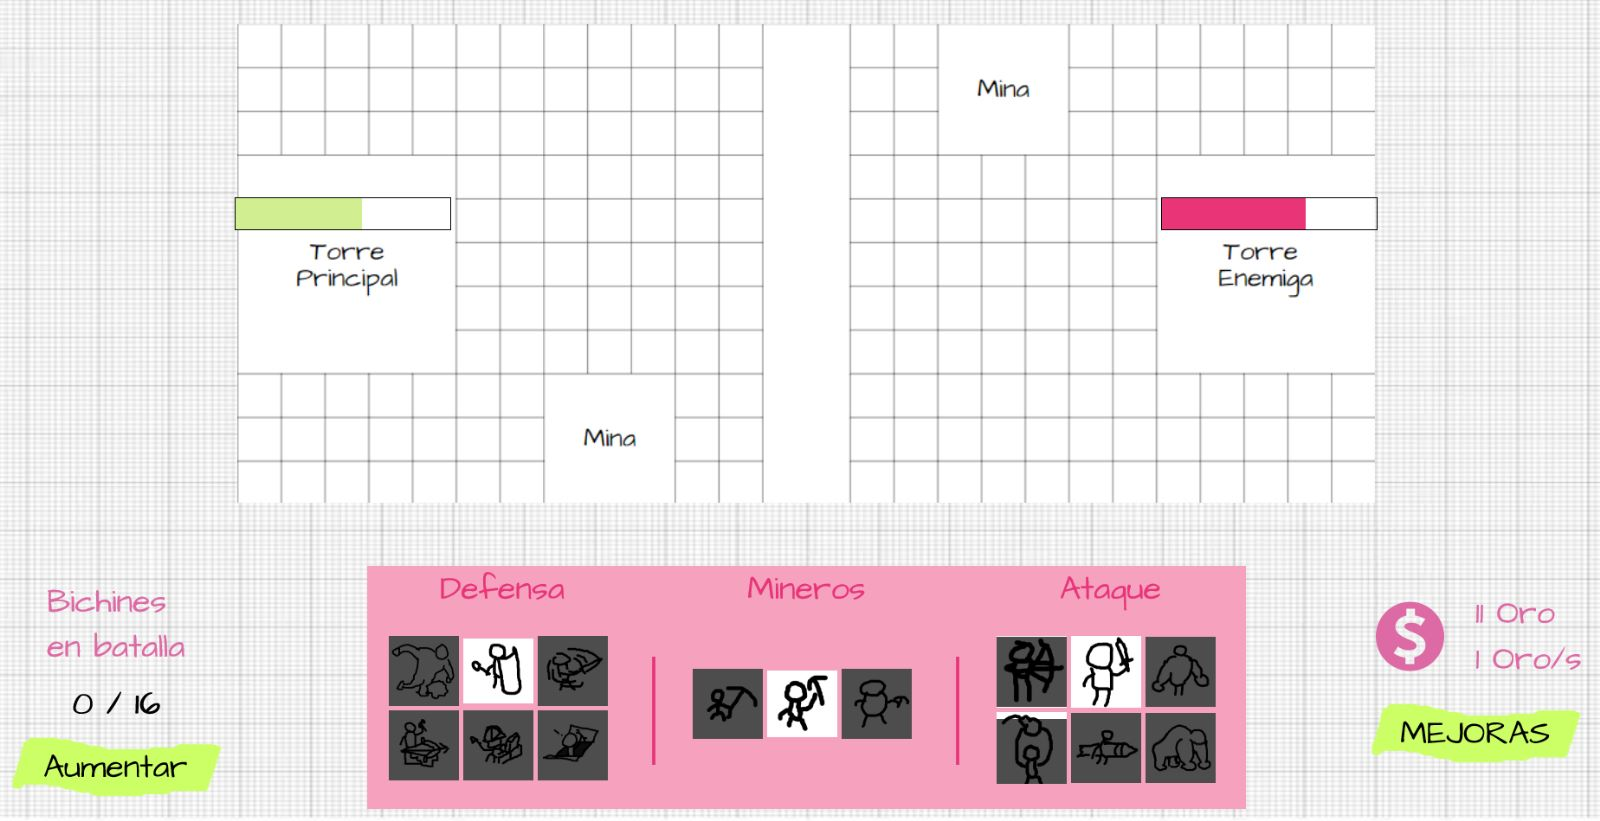 Mina
Torre
Principal
Torre
Enemiga
Mina
Bichines
en batalla
0 / 16
Aumentar
Defensa
Mineros
Ataque
$
11 Oro
1 Oro/s
MEJORAS